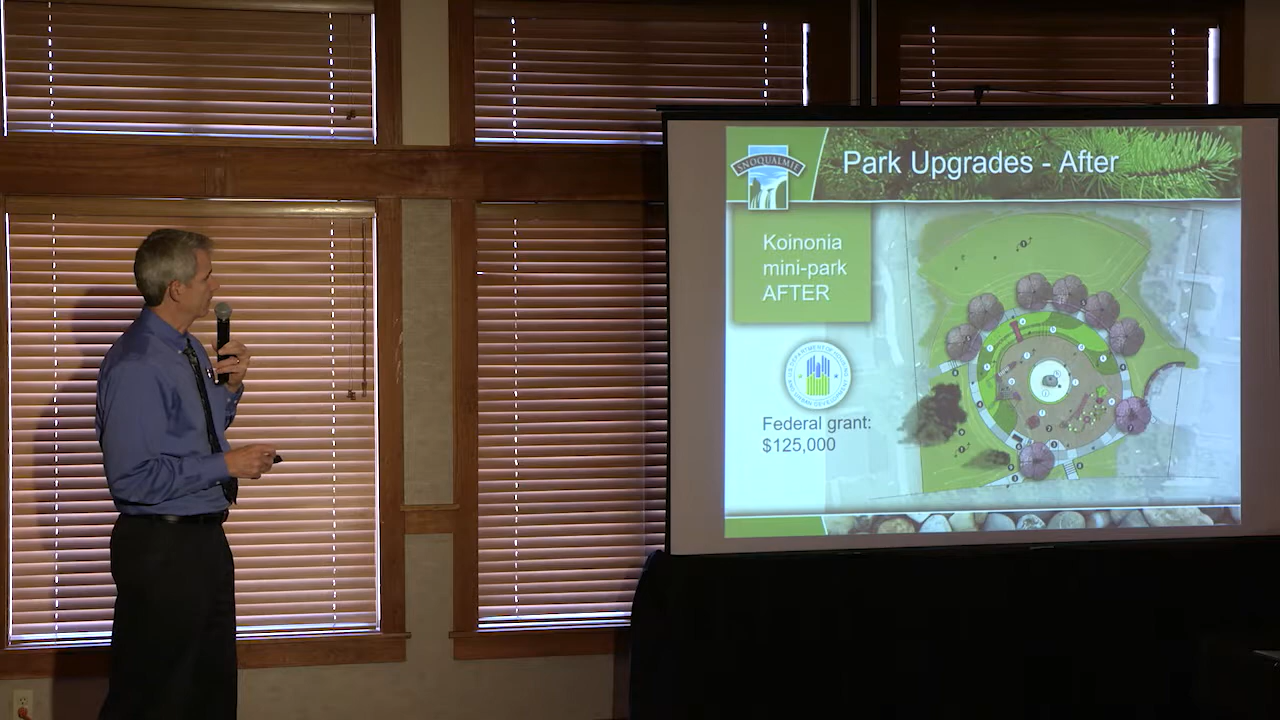 SNOQUALMIE
Park Upgrades - After
Koinonia
mini-park
AFTER
Federal grant:
$125,000